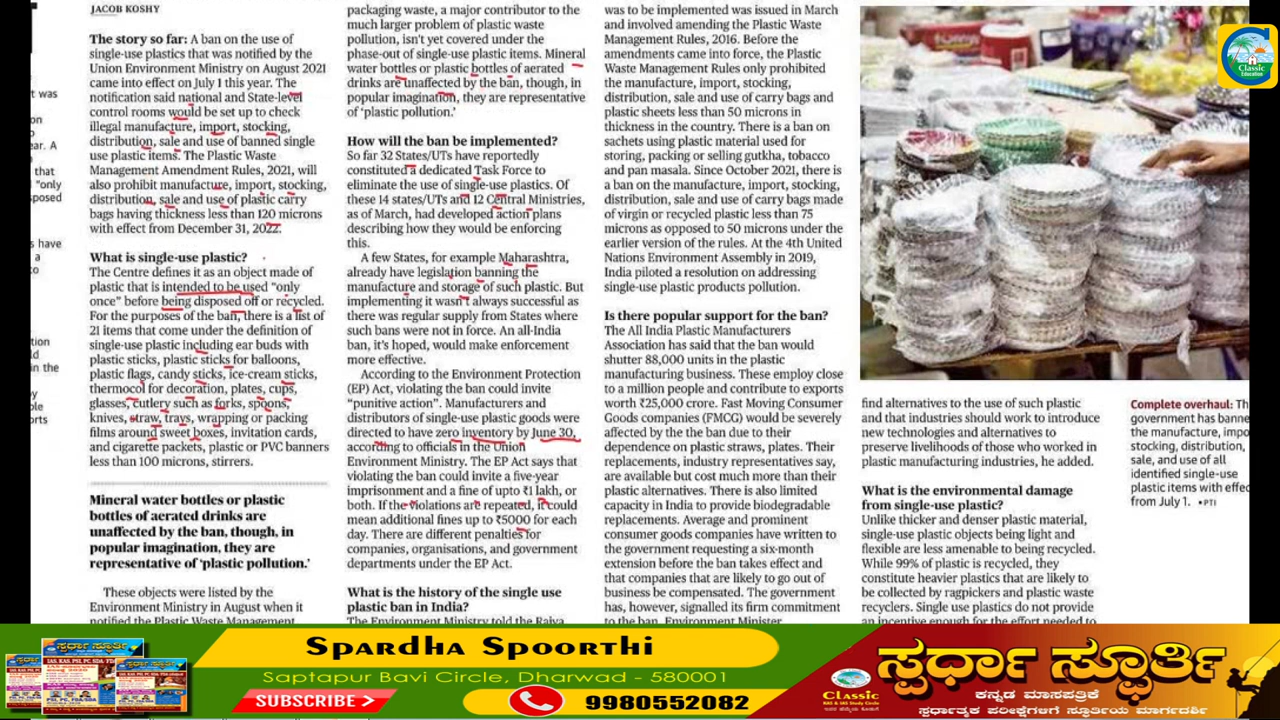 JACOB KOSHY
The story so far: A ban on the use of
single-use plastics that was notified by the
Union Environment Ministry on August 2021
came into effect on July 1 this year. The
notification said national and State-level
control rooms would be set up to check
illegal manufacture, import, stocking,
distribution, sale and use of banned single
use plastic items. The Plastic Waste
Management Amendment Rules, 2021, will
also prohibit manufacture, import, stocking,
distribution, sale and use of plastic carry
bags having thickness less than 120 microns
with effect from December 31, 2022.
What is single-use plastic?
The Centre defines it as an object made of
plastic that is intended to be used "only
once" before being disposed off or recycled.
For the purposes of the ban, there is a list of
21 items that come under the definition of
single-use plastic including ear buds with
plastic sticks, plastic sticks for balloons,
plastic flags, candy sticks, ice-cream sticks,
thermocol for decoration, plates, cups,
glasses, cutlery such as forks, spoons,
knives, straw, trays, wrapping or packing
films around sweet boxes, invitation cards,
and cigarette packets, plastic or PVC banners
less than 100 microns, stirrers.
Mineral water bottles or plastic
bottles of aerated drinks are
unaffected by the ban, though, in
popular imagination, they are
representative of 'plastic pollution.'
These objects were listed by the
Environment Ministry in August when it
notified the Plastic Waste Management
packaging waste, a major contributor to the
much larger problem of plastic waste
pollution, isn't yet covered under the
phase-out of single-use plastic items. Mineral
water bottles or plastic bottles of aerated
drinks are unaffected by the ban, though, in
popular imagination, they are representative
of 'plastic pollution.'
How will the ban be implemented?
So far 32 States/UTs have reportedly
constituted a dedicated Task Force to
eliminate the use of single-use plastics. Of
these 14 states/UTs and 12 Central Ministries,
as of March, had developed action plans
describing how they would be enforcing
this.
A few States, for example Maharashtra,
already have legislation banning the
manufacture and storage of such plastic. But
implementing it wasn't always successful as
there was regular supply from States where
such bans were not in force. An all-India
ban, it's hoped, would make enforcement
more effective.
According to the Environment Protection
(EP) Act, violating the ban could invite
"punitive action". Manufacturers and
distributors of single-use plastic goods were
directed to have zero inventory by June 30,
according to officials in the Union
Environment Ministry. The EP Act says that
violating the ban could invite a five-year
imprisonment and a fine of upto ₹1 lakh, or
both. If the violations are repeated, it could
mean additional fines up to ₹5000 for each
day. There are different penalties for
companies, organisations, and government
departments under the EP Act.
What is the history of the single use
plastic ban in India?
The Environment Ministry told the Rajya
was to be implemented was issued in March
and involved amending the Plastic Waste
Management Rules, 2016. Before the
amendments came into force, the Plastic
Waste Management Rules only prohibited
the manufacture, import, stocking,
distribution, sale and use of carry bags and
plastic sheets less than 50 microns in
thickness in the country. There is a ban on
sachets using plastic material used for
storing, packing or selling gutkha, tobacco
and pan masala. Since October 2021, there is
a ban on the manufacture, import, stocking,
distribution, sale and use of carry bags made
of virgin or recycled plastic less than 75
microns as opposed to 50 microns under the
earlier version of the rules. At the 4th United
Nations Environment Assembly in 2019,
India piloted a resolution on addressing
single-use plastic products pollution.
Is there popular support for the ban?
The All India Plastic Manufacturers
Association has said that the ban would
shutter 88,000 units in the plastic
manufacturing business. These employ close
to a million people and contribute to exports
worth ₹25,000 crore. Fast Moving Consumer
Goods companies (FMCG) would be severely
affected by the ban due to their
dependence on plastic straws, plates. Their
replacements, industry representatives say,
are available but cost much more than their
plastic alternatives. There is also limited
capacity in India to provide biodegradable
replacements. Average and prominent
consumer goods companies have written to
the government requesting a six-month
extension before the ban takes effect and
that companies that are likely to go out of
business be compensated. The government
has, however, signalled its firm commitment
to the ban. Environment Minister
find alternatives to the use of such plastic
and that industries should work to introduce
new technologies and alternatives to
preserve livelihoods of those who worked in
plastic manufacturing industries, he added.
What is the environmental damage
from single-use plastic?
Unlike thicker and denser plastic material,
single-use plastic objects being light and
flexible are less amenable to being recycled.
While 99% of plastic is recycled, they
constitute heavier plastics that are likely to
be collected by ragpickers and plastic waste
recyclers. Single use plastics do not provide
an incentive enough for the effort needed to
Complete overhaul: Th
government has banne
the manufacture, impo
stocking, distribution,
sale, and use of all
identified single-use
plastic items with effec
from July 1. •PTI
Classic
Education
SPARDHA SPOORTHI
Saptapur Bavi Circle, Dharwad - 580001
SUBSCRIBE >
9980552082
ಸ್ಪರ್ಧಾ ಸ್ಫೂರ್ತಿ
ಕನ್ನಡ ಮಾಸಪತ್ರಿಕೆ
ಸ್ಪರ್ಧಾತ್ಮಕ ಪರೀಕ್ಷೆಗಳಿಗೆ ಸ್ಫೂರ್ತಿಯ ಮಾರ್ಗದರ್ಶಿ
Classic
KAS & IAS Study Circle